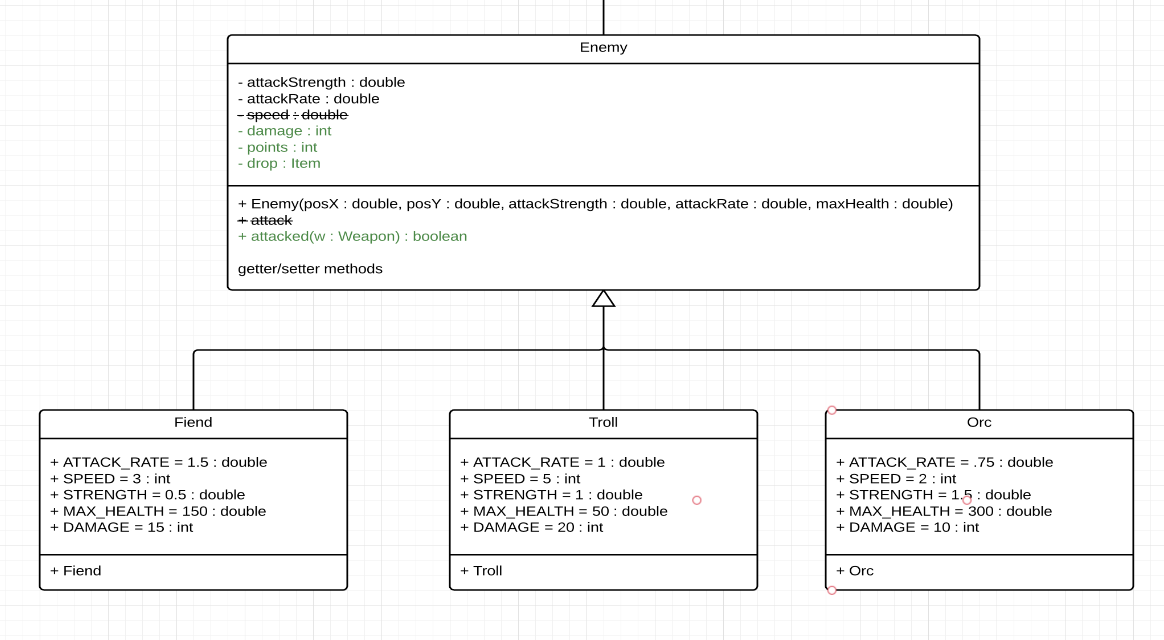 Enemy
- attackStrength : double
- attackRate : double
- speed : double
- damage : int
- points : int
- drop : Item
+ Enemy(posX : double, posY : double, attackStrength : double, attackRate : double, maxHealth : double)
+ attack
+ attacked(w : Weapon) : boolean
getter/setter methods
Fiend
+ ATTACK_RATE = 1.5 : double
+ SPEED = 3 : int
+ STRENGTH = 0.5 : double
+ MAX_HEALTH = 150 : double
+ DAMAGE = 15 : int
+ Fiend
Troll
+ ATTACK_RATE = 1 : double
+ SPEED = 5 : int
+ STRENGTH = 1 : double
+ MAX_HEALTH = 50 : double
+ DAMAGE = 20 : int
+ Troll
Orc
+ ATTACK_RATE = .75 : double
+ SPEED = 2 : int
+ STRENGTH = 1.5 : double
+ MAX_HEALTH = 300 : double
+ DAMAGE = 10 : int
+ Orc